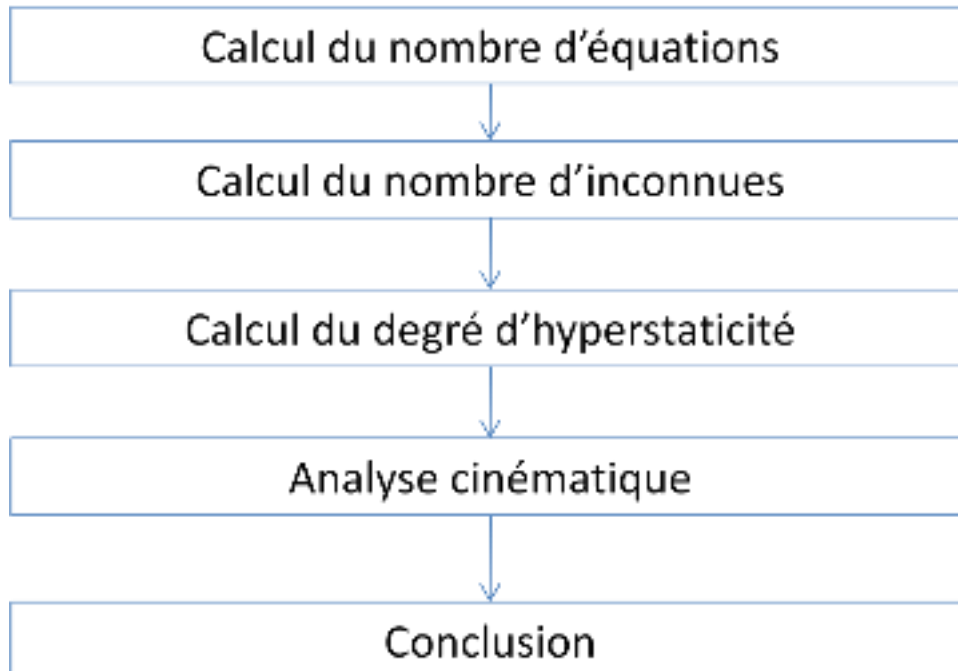 Calcul du nombre d’équations
Calcul du nombre d’inconnues
Calcul du degré d’hyperstaticité
Analyse cinématique
Conclusion